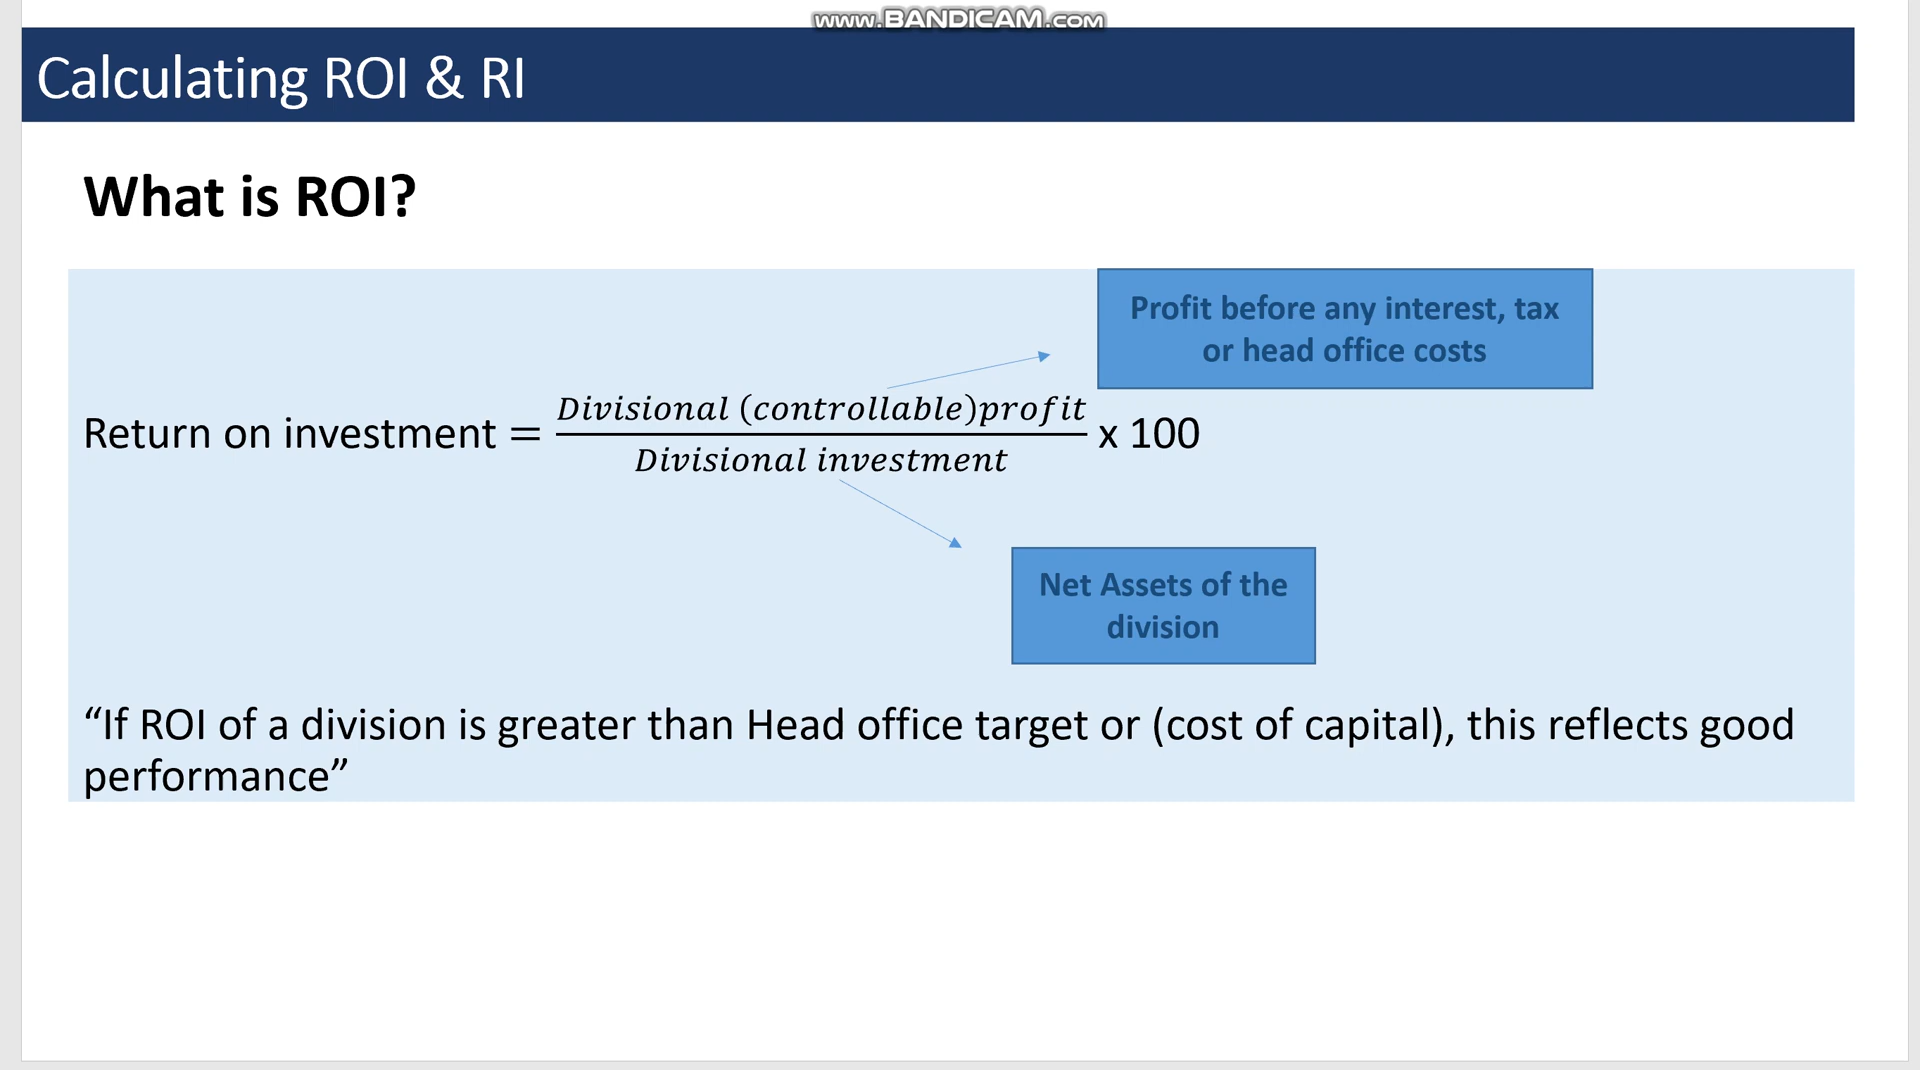 www.BANDICAM.com
Calculating ROI & RI
What is ROI?
Profit before any interest, tax
or head office costs
Return on investment = Divisional (controllable)profit / Divisional investment x 100
Net Assets of the
division
“If ROI of a division is greater than Head office target or (cost of capital), this reflects good
performance”